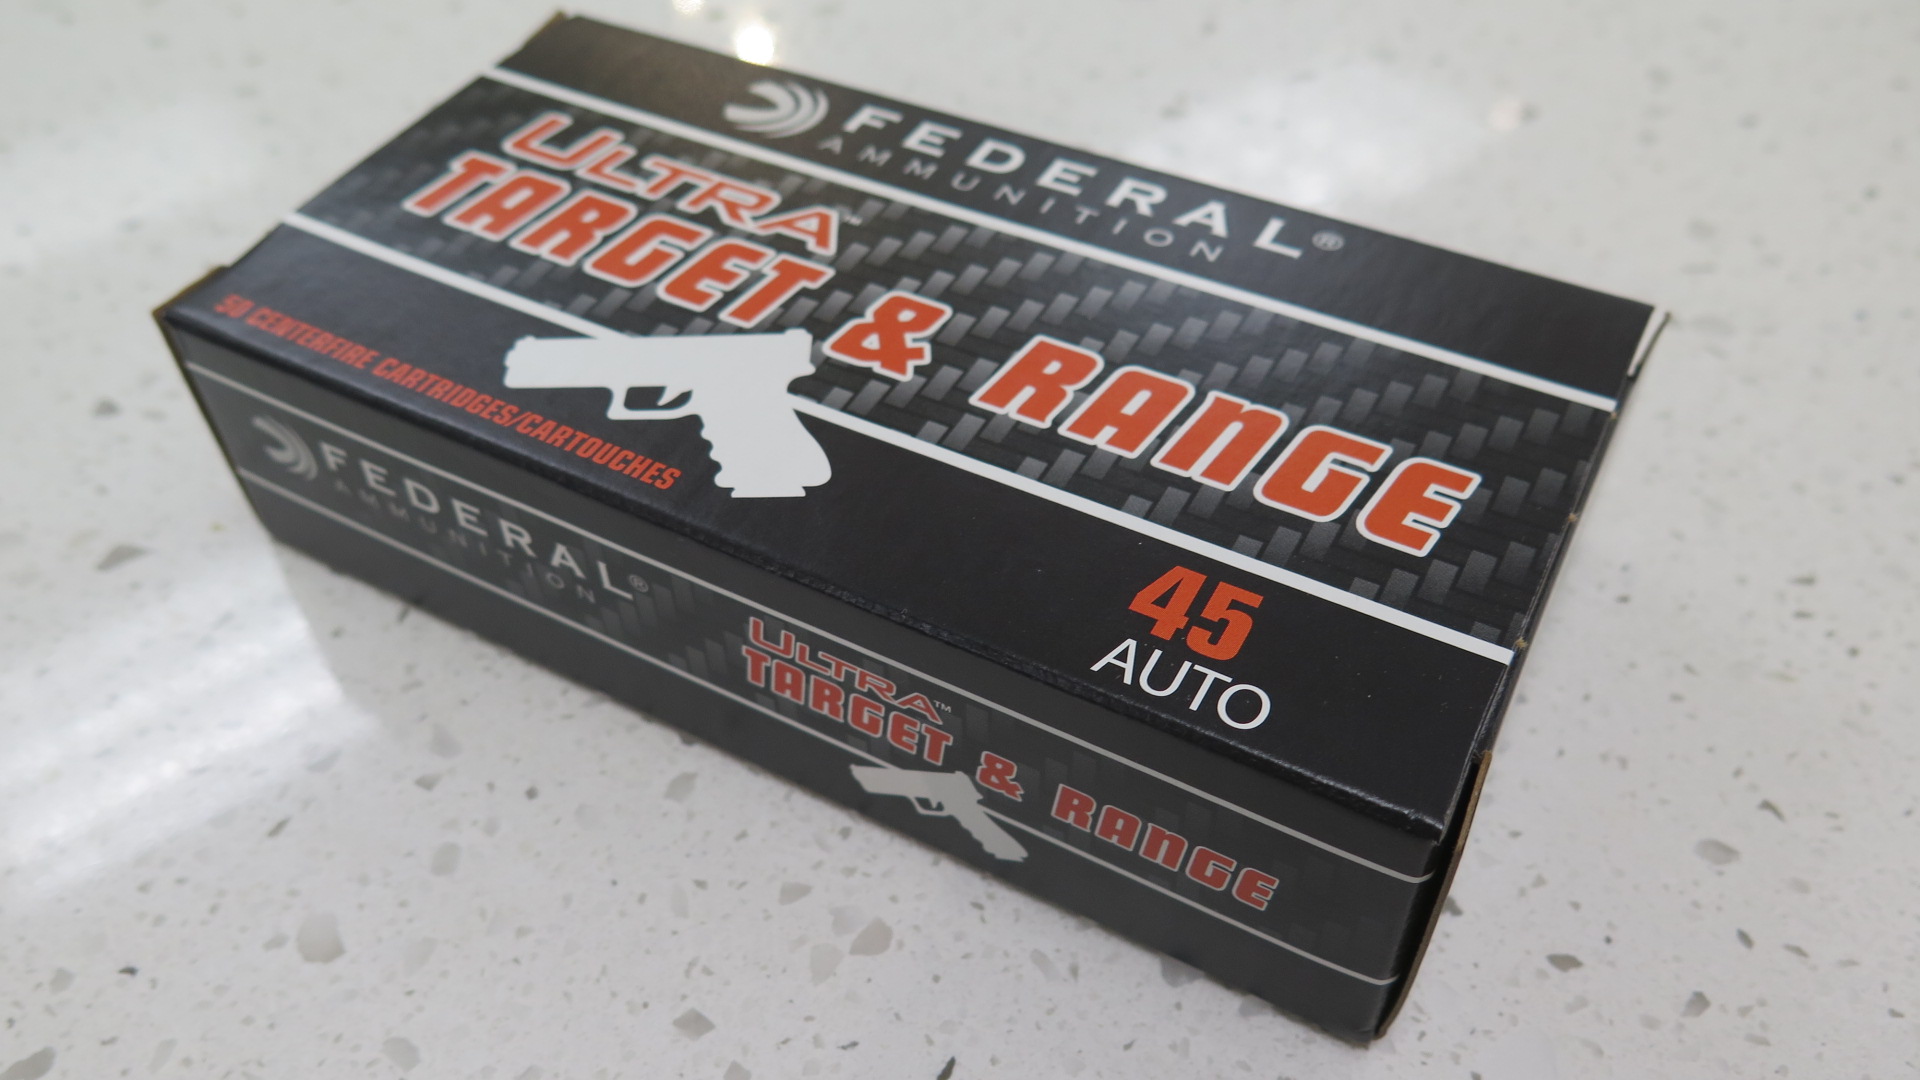 FEDERAL®
AMMUNITION
ULTRA™
TARGET & RANGE
50 CENTERFIRE CARTRIDGES/CARTOUCHES
45
AUTO
FEDERAL®
AMMUNITION
ULTRA™
TARGET & RANGE